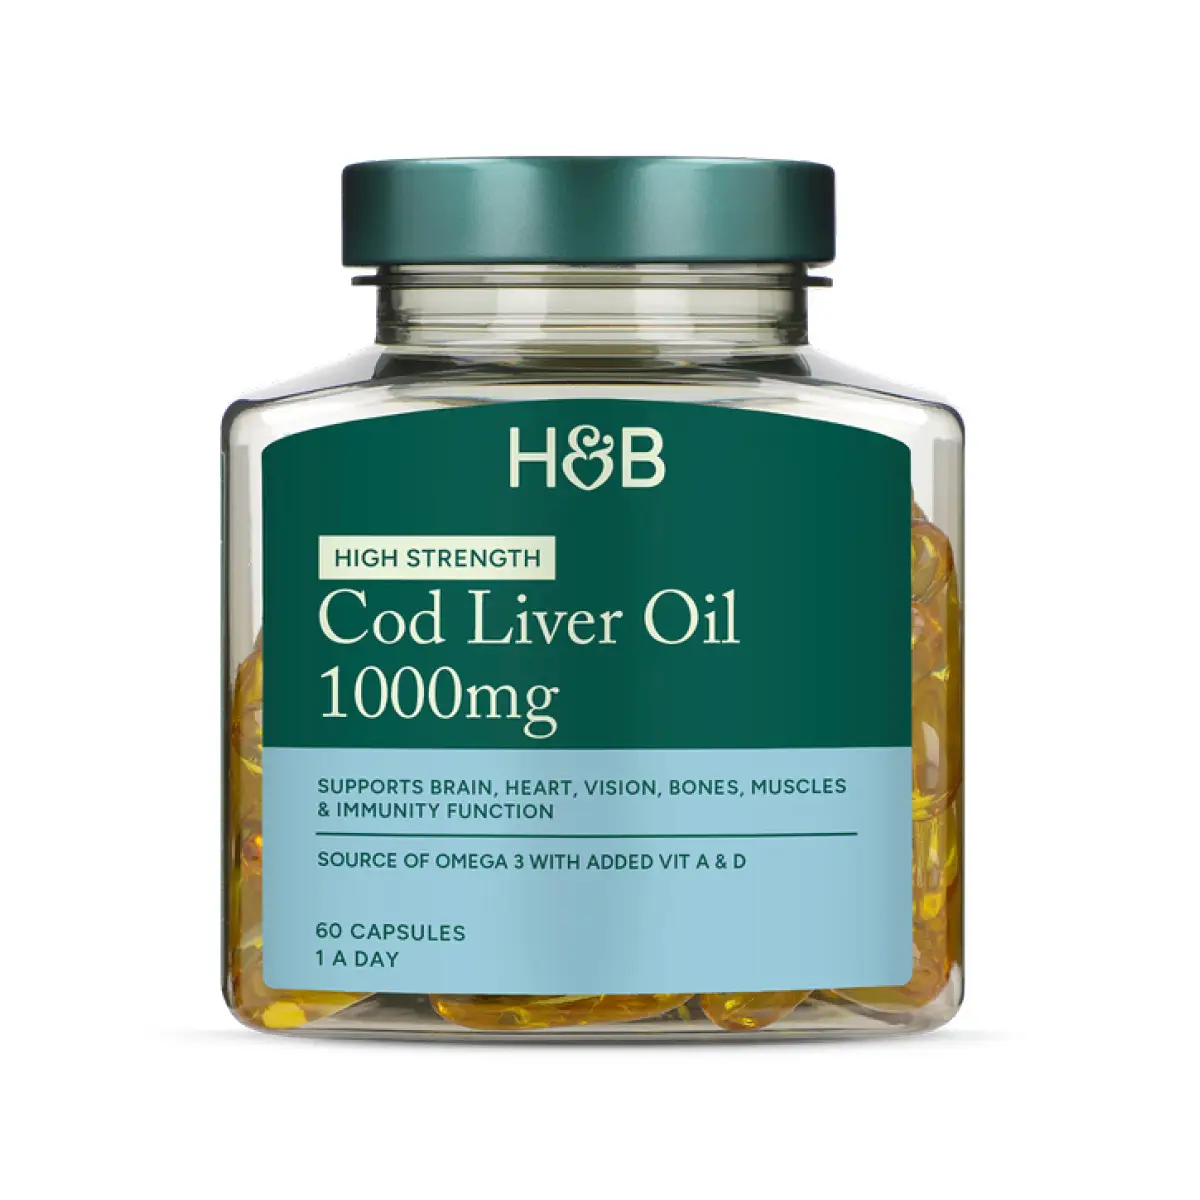 H&B
HIGH STRENGTH
Cod Liver Oil
1000mg
SUPPORTS BRAIN, HEART, VISION, BONES, MUSCLES
& IMMUNITY FUNCTION
SOURCE OF OMEGA 3 WITH ADDED VIT A & D
60 CAPSULES
1 A DAY